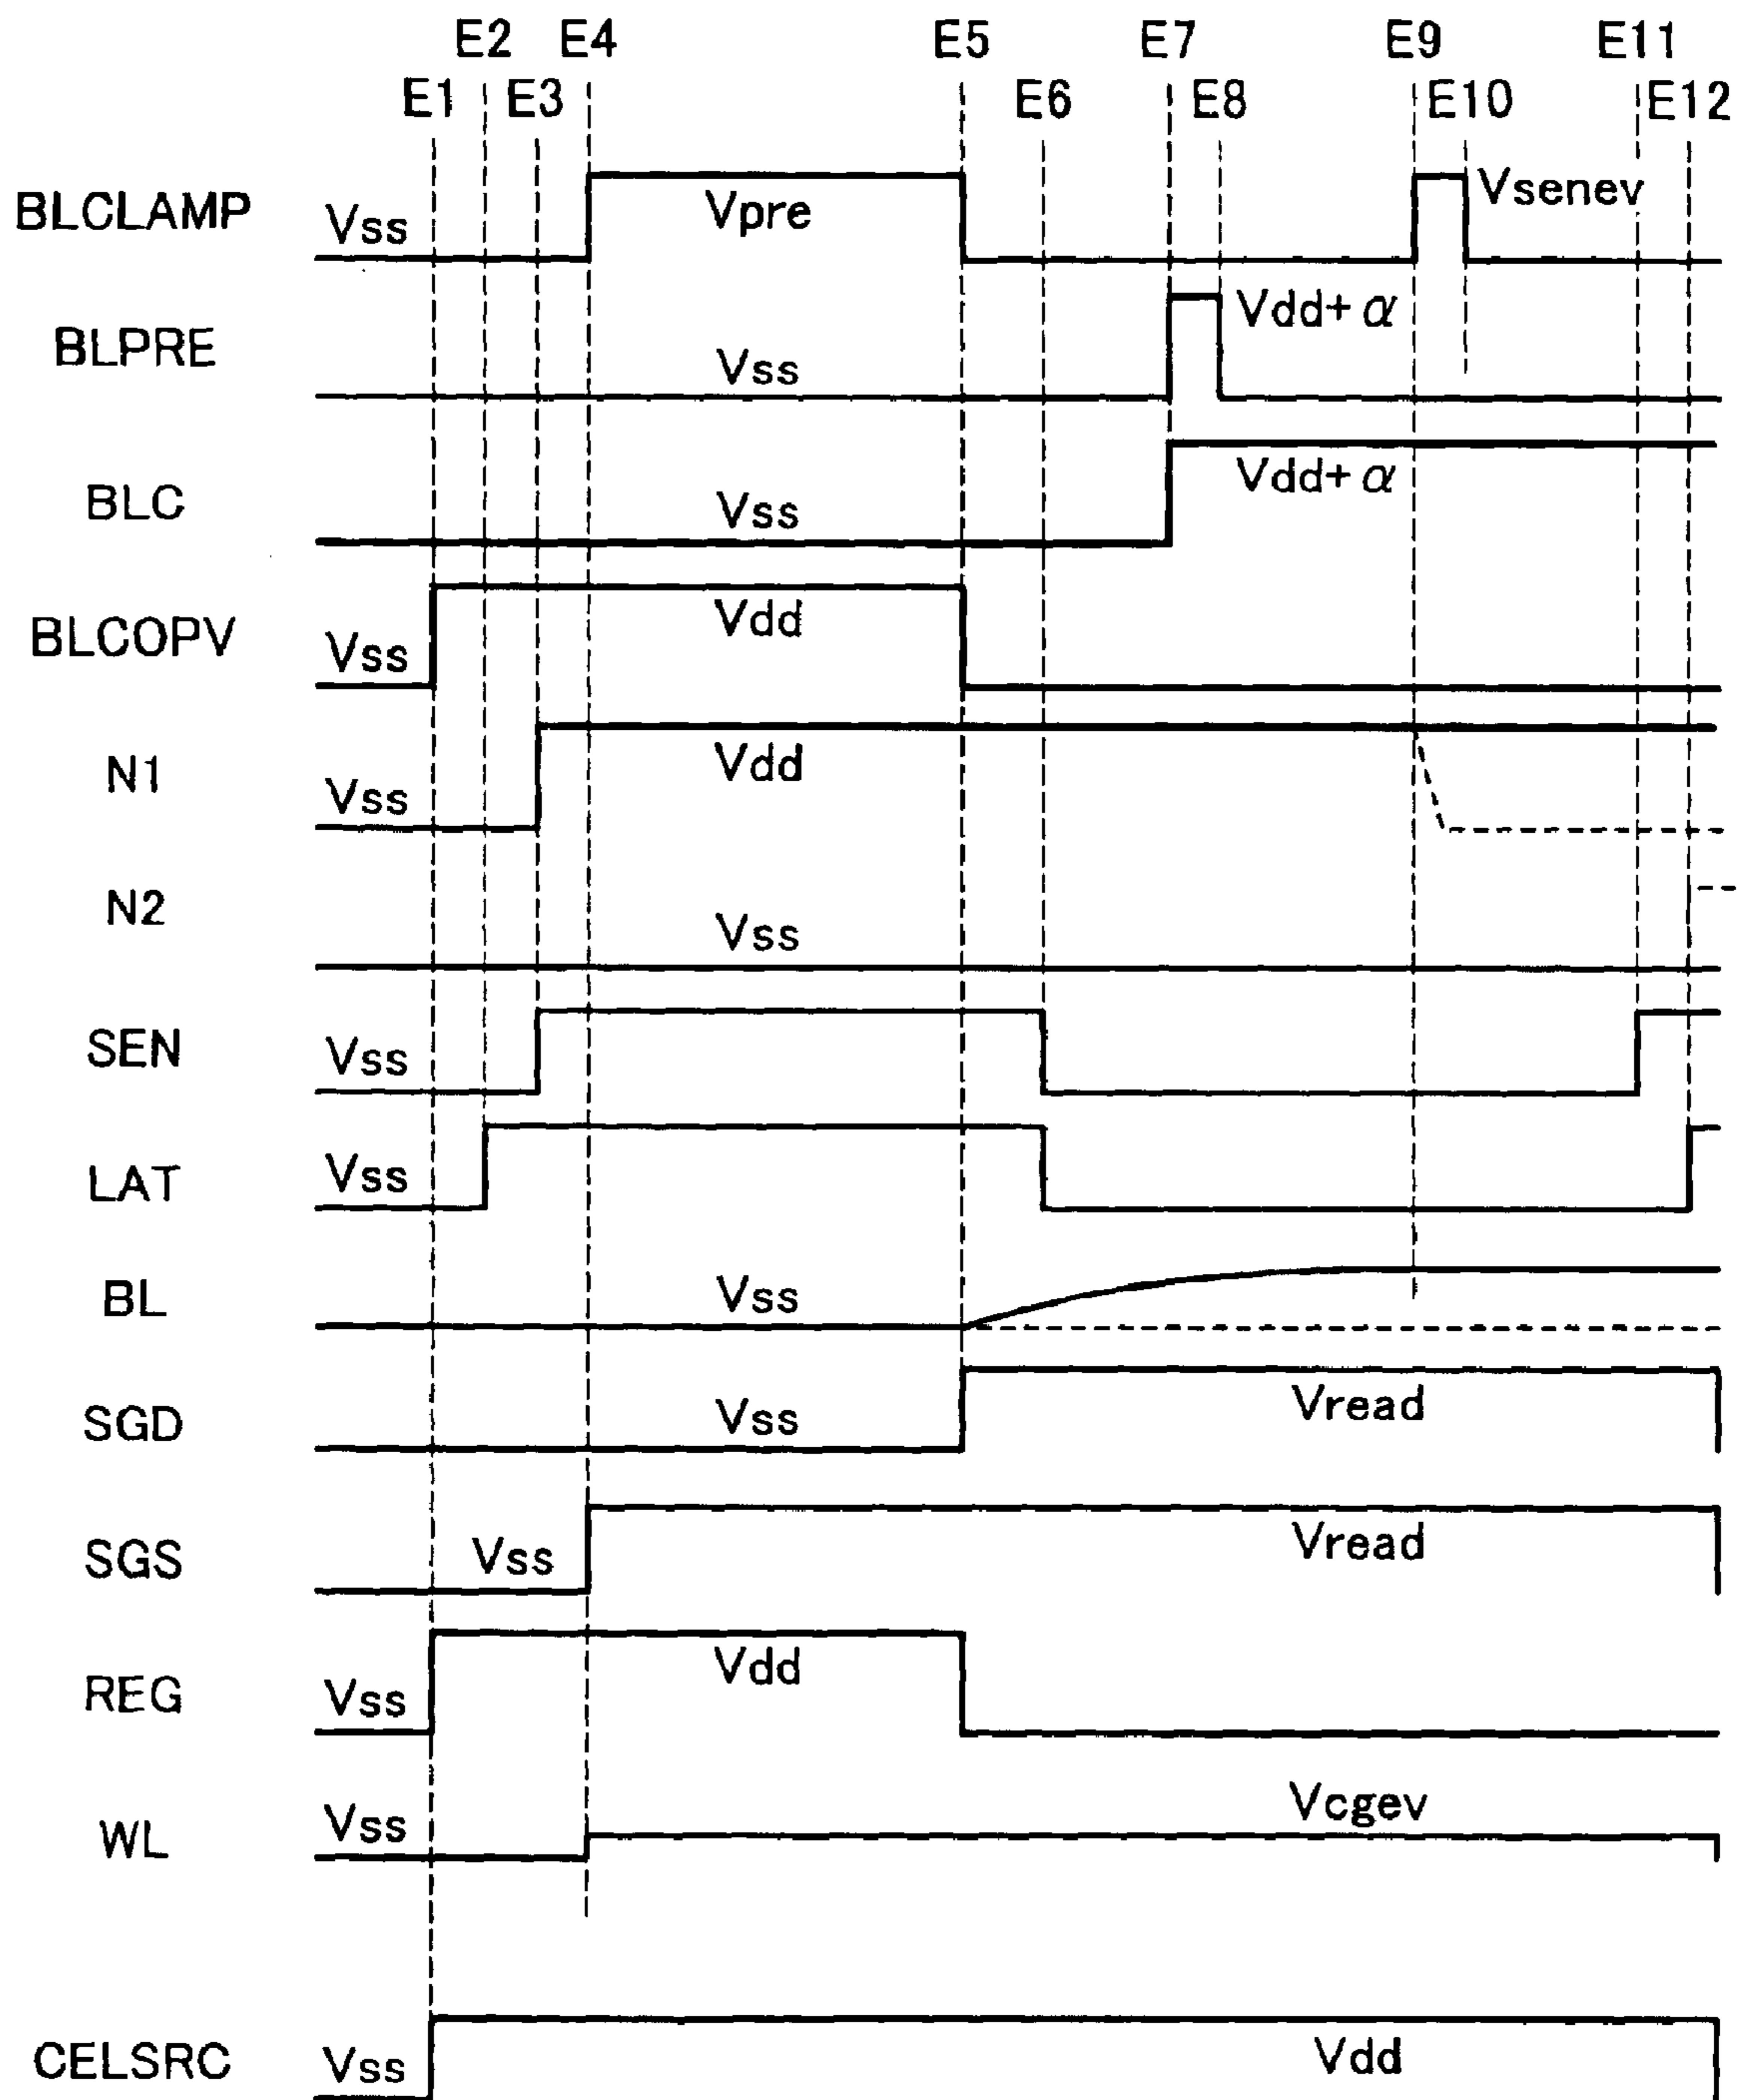 E2 E4 E5 E7 E9 E11
E1 E3 E6 E8 E10 E12
BLCLAMP Vss Vpre Vsenev
BLPRE Vss Vdd+α
BLC Vss Vdd+α
BLCOPV Vss Vdd
N1 Vss Vdd
N2 Vss
SEN Vss
LAT Vss
BL Vss
SGD Vss Vread
SGS Vss Vread
REG Vss Vdd
WL Vss Vcgev
CELSRC Vss Vdd